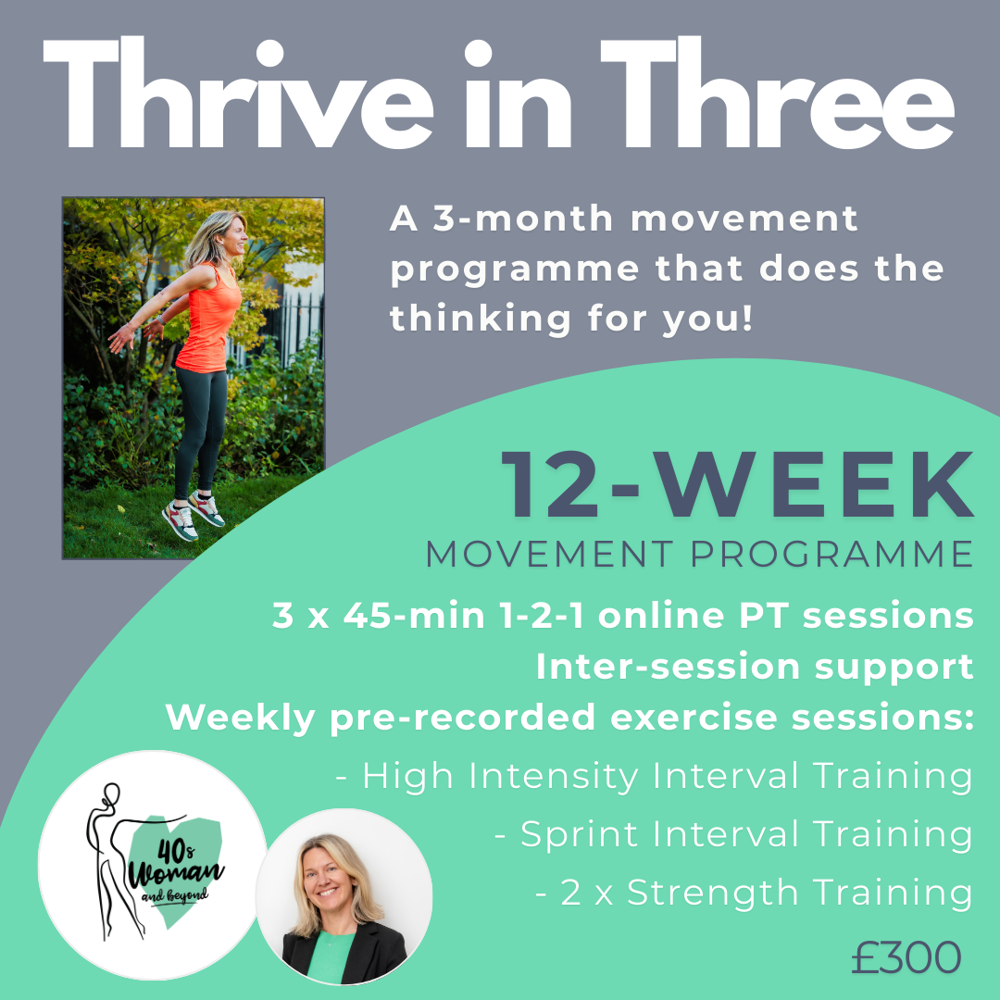 Thrive in Three
A 3-month movement
programme that does the
thinking for you!
12-WEEK
MOVEMENT PROGRAMME
3 x 45-min 1-2-1 online PT sessions
Inter-session support
Weekly pre-recorded exercise sessions:
- High Intensity Interval Training
- Sprint Interval Training
- 2 x Strength Training
£300
40s
Woman
and Beyond